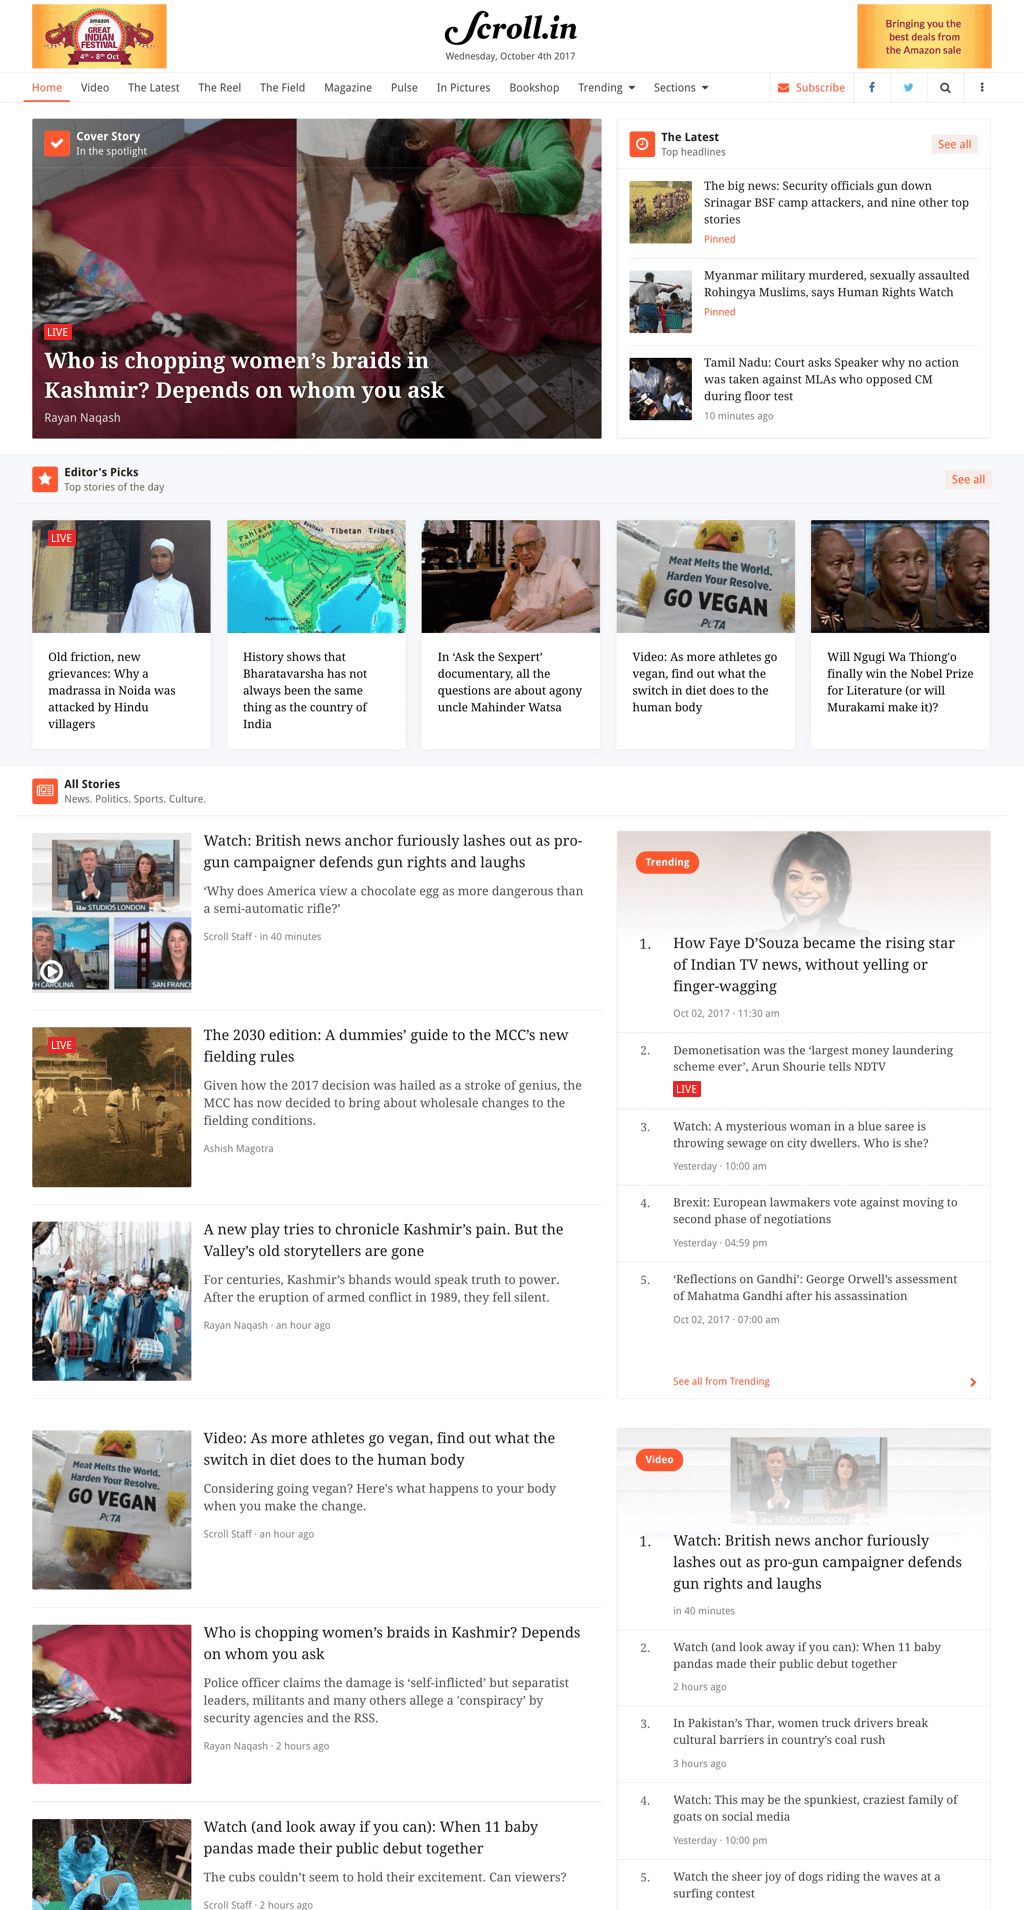 amazon
GREAT
INDIAN
FESTIVAL
4th - 8th Oct
Scroll.in
Wednesday, October 4th 2017
Bringing you the
best deals from
the Amazon sale
Home Video The Latest The Reel The Field Magazine Pulse In Pictures Bookshop Trending Sections Subscribe
Cover Story
In the spotlight
LIVE
Who is chopping women’s braids in
Kashmir? Depends on whom you ask
Rayan Naqash
The Latest
Top headlines
See all
The big news: Security officials gun down
Srinagar BSF camp attackers, and nine other top
stories
Pinned
Myanmar military murdered, sexually assaulted
Rohingya Muslims, says Human Rights Watch
Pinned
Tamil Nadu: Court asks Speaker why no action
was taken against MLAs who opposed CM
during floor test
10 minutes ago
Editor's Picks
Top stories of the day
See all
LIVE
Old friction, new
grievances: Why a
madrassa in Noida was
attacked by Hindu
villagers
Tibetan Tribes
History shows that
Bharatavarsha has not
always been the same
thing as the country of
India
In ‘Ask the Sexpert’
documentary, all the
questions are about agony
uncle Mahinder Watsa
Meat Melts the World.
Harden Your Resolve.
GO VEGAN
PETA
Video: As more athletes go
vegan, find out what the
switch in diet does to the
human body
Will Ngugi Wa Thiong'o
finally win the Nobel Prize
for Literature (or will
Murakami make it)?
All Stories
News. Politics. Sports. Culture.
itv STUDIOS LONDON
TH CAROLINA
SAN FRANCI
Watch: British news anchor furiously lashes out as pro-
gun campaigner defends gun rights and laughs
‘Why does America view a chocolate egg as more dangerous than
a semi-automatic rifle?’
Scroll Staff · in 40 minutes
LIVE
The 2030 edition: A dummies’ guide to the MCC’s new
fielding rules
Given how the 2017 decision was hailed as a stroke of genius, the
MCC has now decided to bring about wholesale changes to the
fielding conditions.
Ashish Magotra
A new play tries to chronicle Kashmir’s pain. But the
Valley’s old storytellers are gone
For centuries, Kashmir’s bhands would speak truth to power.
After the eruption of armed conflict in 1989, they fell silent.
Rayan Naqash · an hour ago
Meat Melts the World.
Harden Your Resolve.
GO VEGAN
PETA
Video: As more athletes go vegan, find out what the
switch in diet does to the human body
Considering going vegan? Here's what happens to your body
when you make the change.
Scroll Staff · an hour ago
Who is chopping women’s braids in Kashmir? Depends
on whom you ask
Police officer claims the damage is ‘self-inflicted’ but separatist
leaders, militants and many others allege a 'conspiracy’ by
security agencies and the RSS.
Rayan Naqash · 2 hours ago
Watch (and look away if you can): When 11 baby
pandas made their public debut together
The cubs couldn’t seem to hold their excitement. Can viewers?
Scroll Staff · 2 hours ago
Trending
1. How Faye D’Souza became the rising star
of Indian TV news, without yelling or
finger-wagging
Oct 02, 2017 · 11:30 am
2. Demonetisation was the ‘largest money laundering
scheme ever’, Arun Shourie tells NDTV
LIVE
3. Watch: A mysterious woman in a blue saree is
throwing sewage on city dwellers. Who is she?
Yesterday · 10:00 am
4. Brexit: European lawmakers vote against moving to
second phase of negotiations
Yesterday · 04:59 pm
5. ‘Reflections on Gandhi’: George Orwell’s assessment
of Mahatma Gandhi after his assassination
Oct 02, 2017 · 07:00 am
See all from Trending
Video
itv STUDIOS LONDON
1. Watch: British news anchor furiously
lashes out as pro-gun campaigner defends
gun rights and laughs
in 40 minutes
2. Watch (and look away if you can): When 11 baby
pandas made their public debut together
2 hours ago
3. In Pakistan’s Thar, women truck drivers break
cultural barriers in country’s coal rush
3 hours ago
4. Watch: This may be the spunkiest, craziest family of
goats on social media
Yesterday · 10:00 pm
5. Watch the sheer joy of dogs riding the waves at a
surfing contest